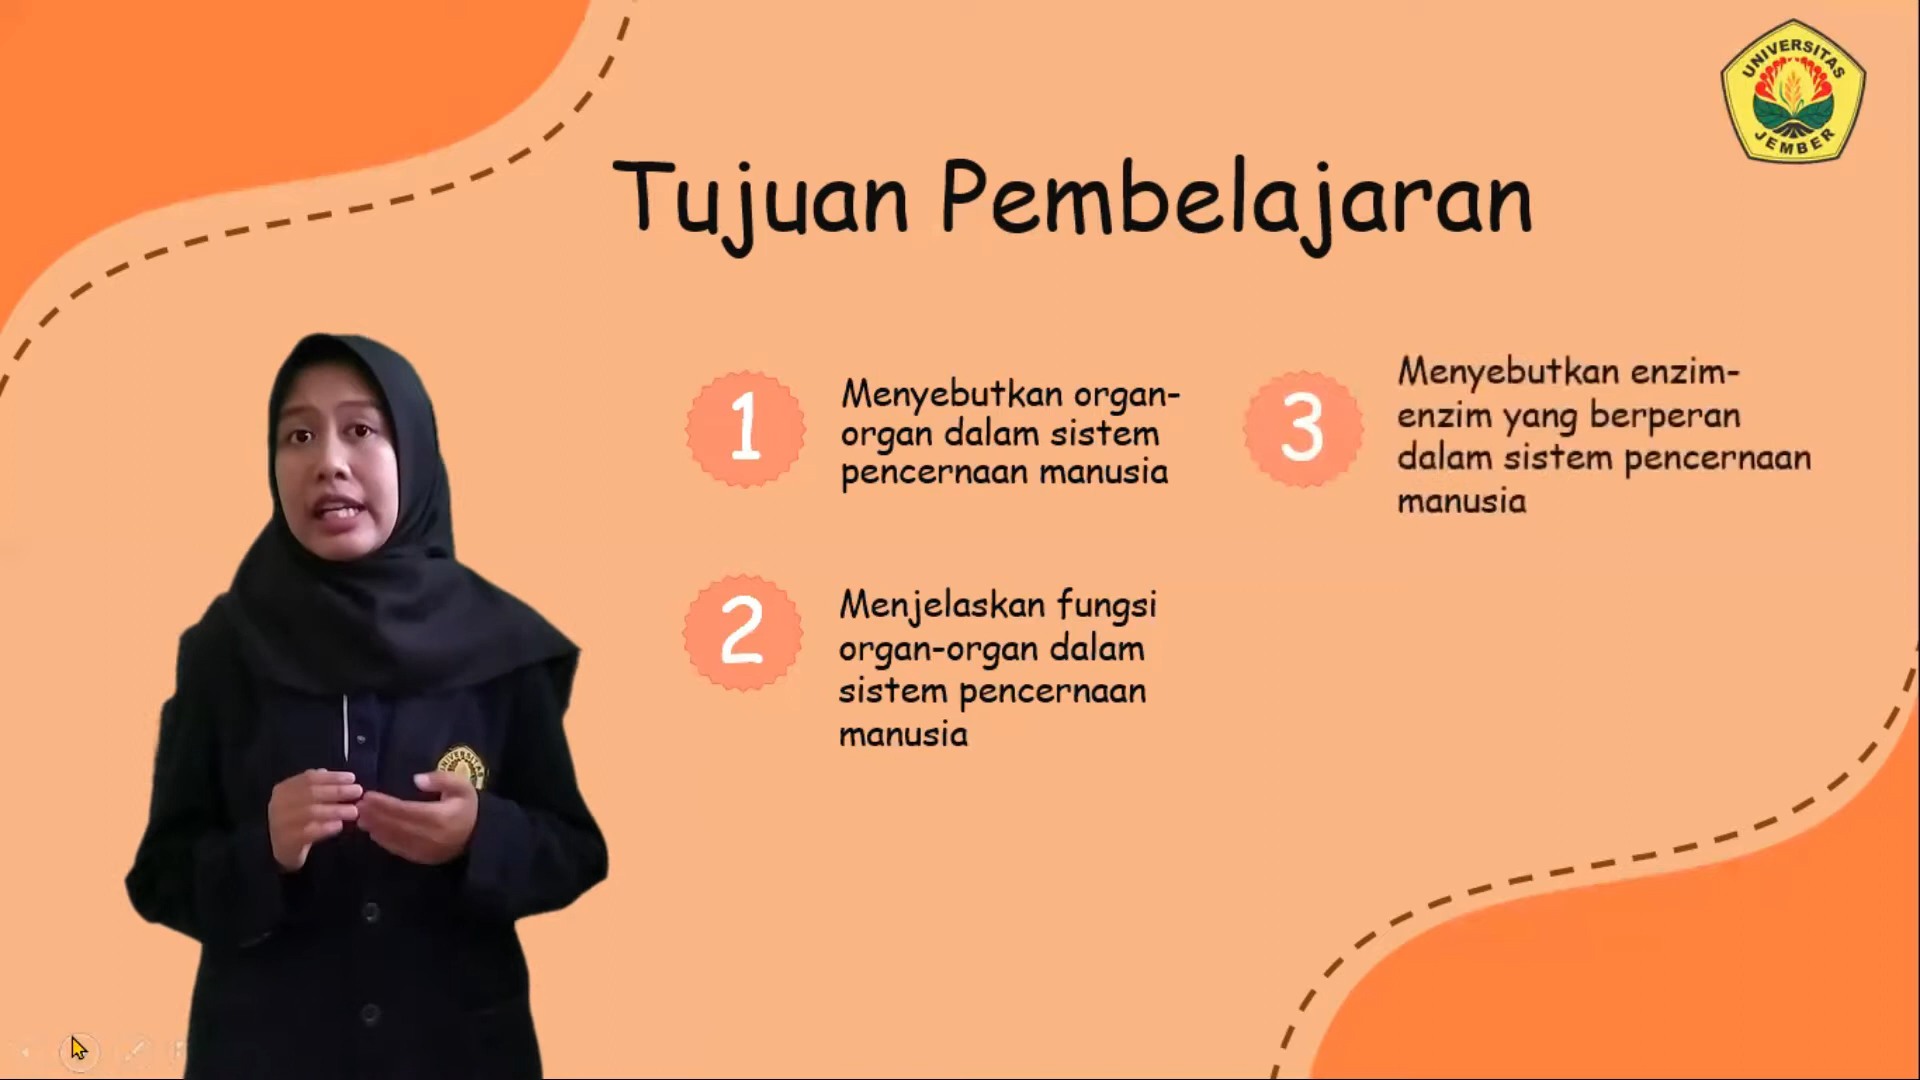 UNIVERSITAS
JEMBER
Tujuan Pembelajaran
1
Menyebutkan organ-
organ dalam sistem
pencernaan manusia
2
Menjelaskan fungsi
organ-organ dalam
sistem pencernaan
manusia
3
Menyebutkan enzim-
enzim yang berperan
dalam sistem pencernaan
manusia
UNIVERSITAS